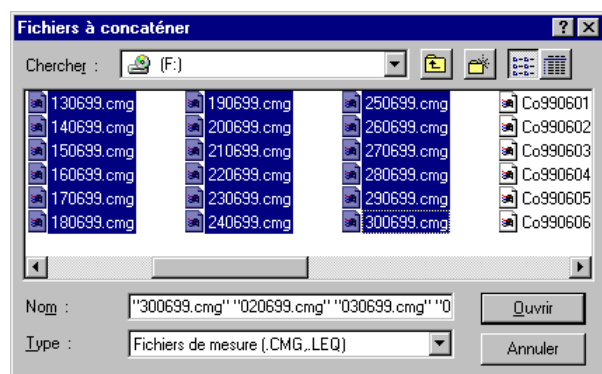 Fichiers à concaténer
Chercher : (F:)
130699.cmg 190699.cmg 250699.cmg Co990601
140699.cmg 200699.cmg 260699.cmg Co990602
150699.cmg 210699.cmg 270699.cmg Co990603
160699.cmg 220699.cmg 280699.cmg Co990604
170699.cmg 230699.cmg 290699.cmg Co990605
180699.cmg 240699.cmg 300699.cmg Co990606
Nom : "300699.cmg" "020699.cmg" "030699.cmg" "0 Ouvrir
Type : Fichiers de mesure (.CMG,.LEQ) Annuler